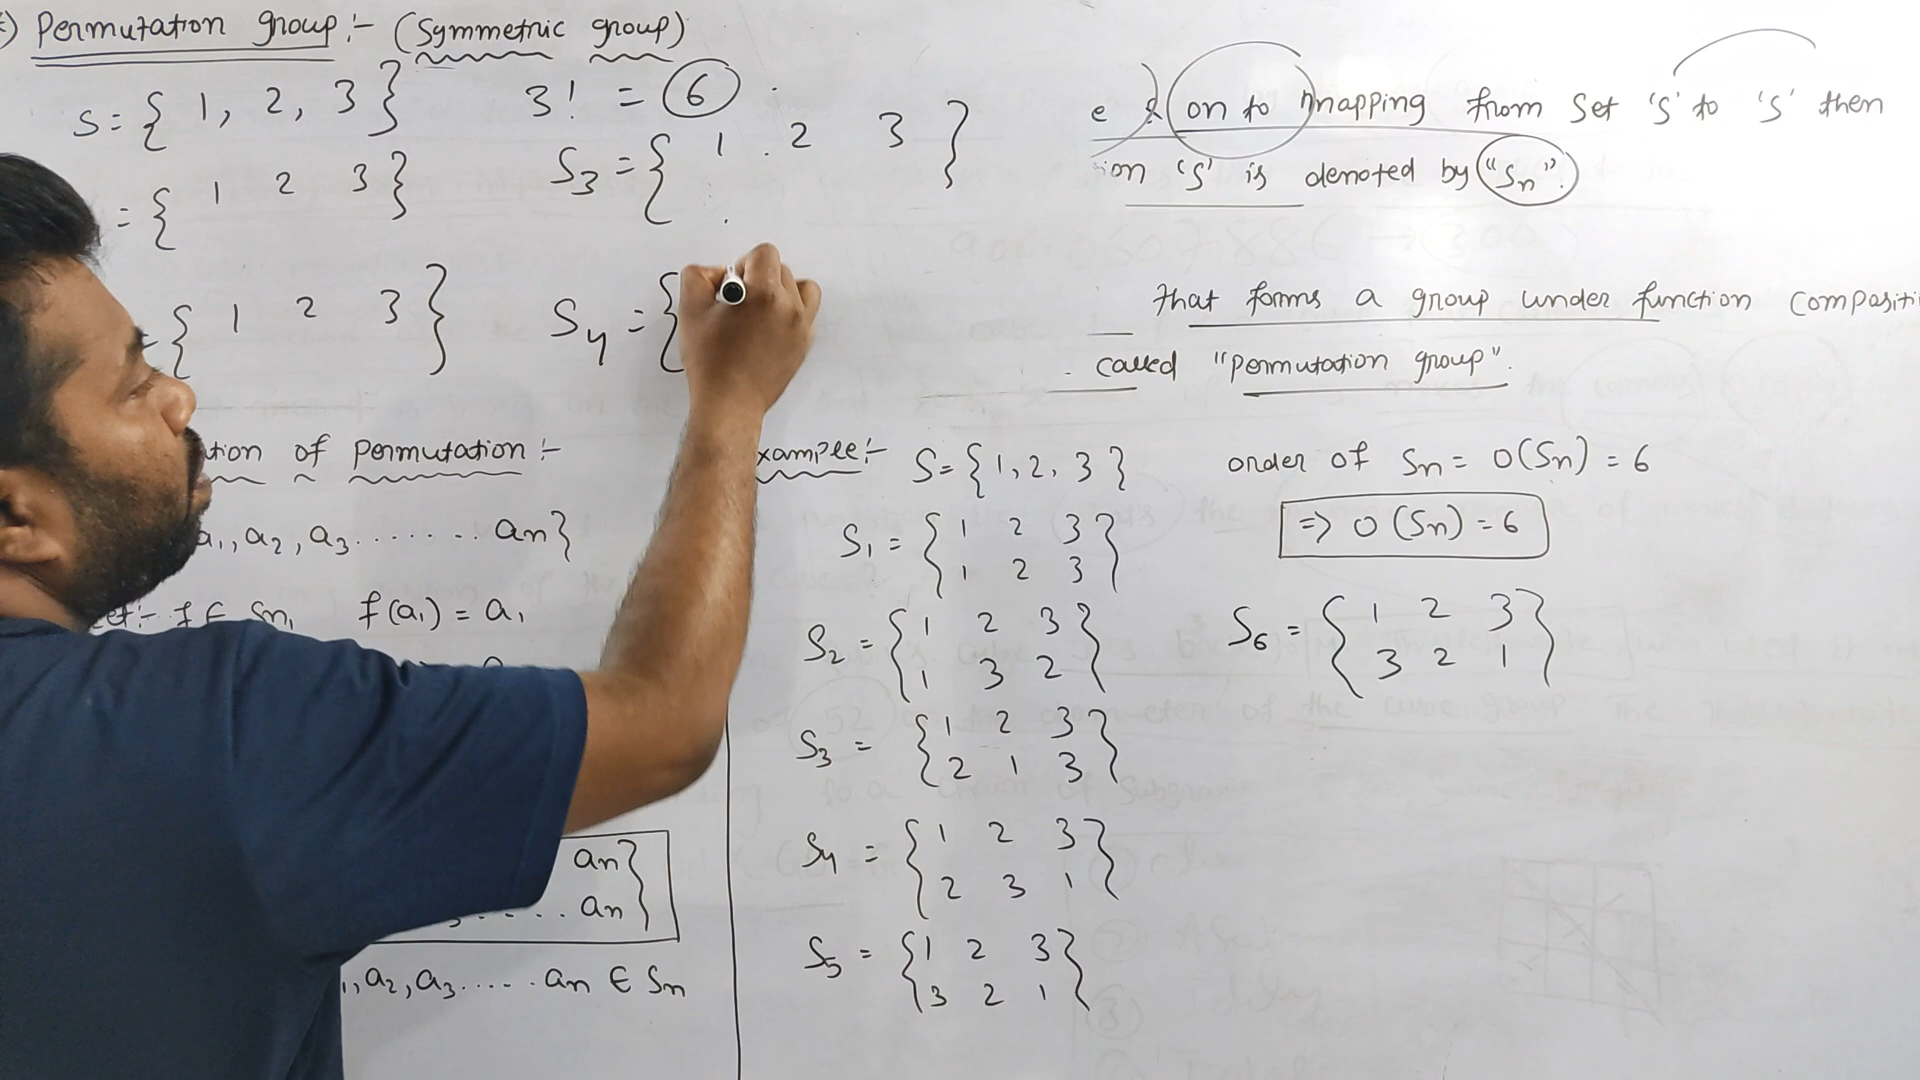 Permutation group :- (Symmetric group)
S = { 1, 2, 3 } 3! = 6
= { 1 2 3 }
S3 = { 1 . 2 3 }
= { 1 2 3 }
S4 = {
on to mapping from Set 'S' to 'S' then
'S' is denoted by "Sn".
that forms a group under function
called "Permutation group".
of Permutation :-
a1, a2, a3 ....... an}
f ∈ Sn, f(a1) = a1
an}
..... an}
a2, a3..... an ∈ Sn
S = { 1, 2, 3 }
S1 = { 1 2 3 }
1 2 3
S2 = { 1 2 3 }
1 3 2
S3 = { 1 2 3 }
2 1 3
S4 = { 1 2 3 }
2 3 1
S5 = { 1 2 3 }
3 2 1
order of Sn = O(Sn) = 6
=> O (Sn) = 6
S6 = { 1 2 3 }
3 2 1